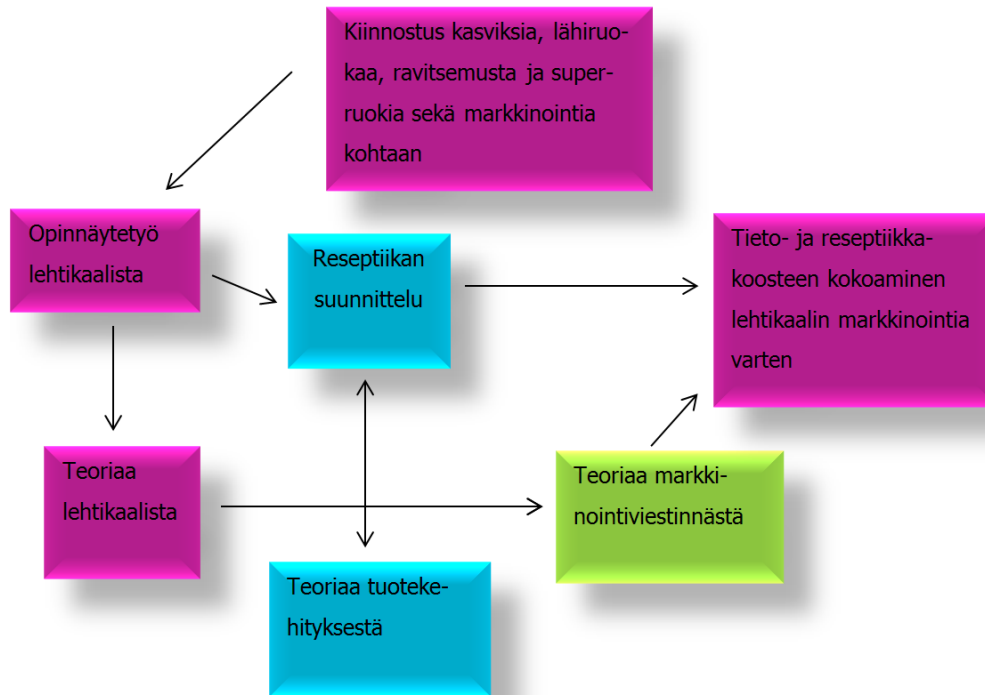 Kiinnostus kasviksia, lähiruo-
kaa, ravitsemusta ja super-
ruokia sekä markkinointia
kohtaan
Opinnäytetyö
lehtikaalista
Reseptiikan
suunnittelu
Tieto- ja reseptiikka-
koosteen kokoaminen
lehtikaalin markkinointia
varten
Teoriaa
lehtikaalista
Teoriaa markki-
nointiviestinnästä
Teoriaa tuoteke-
hityksestä